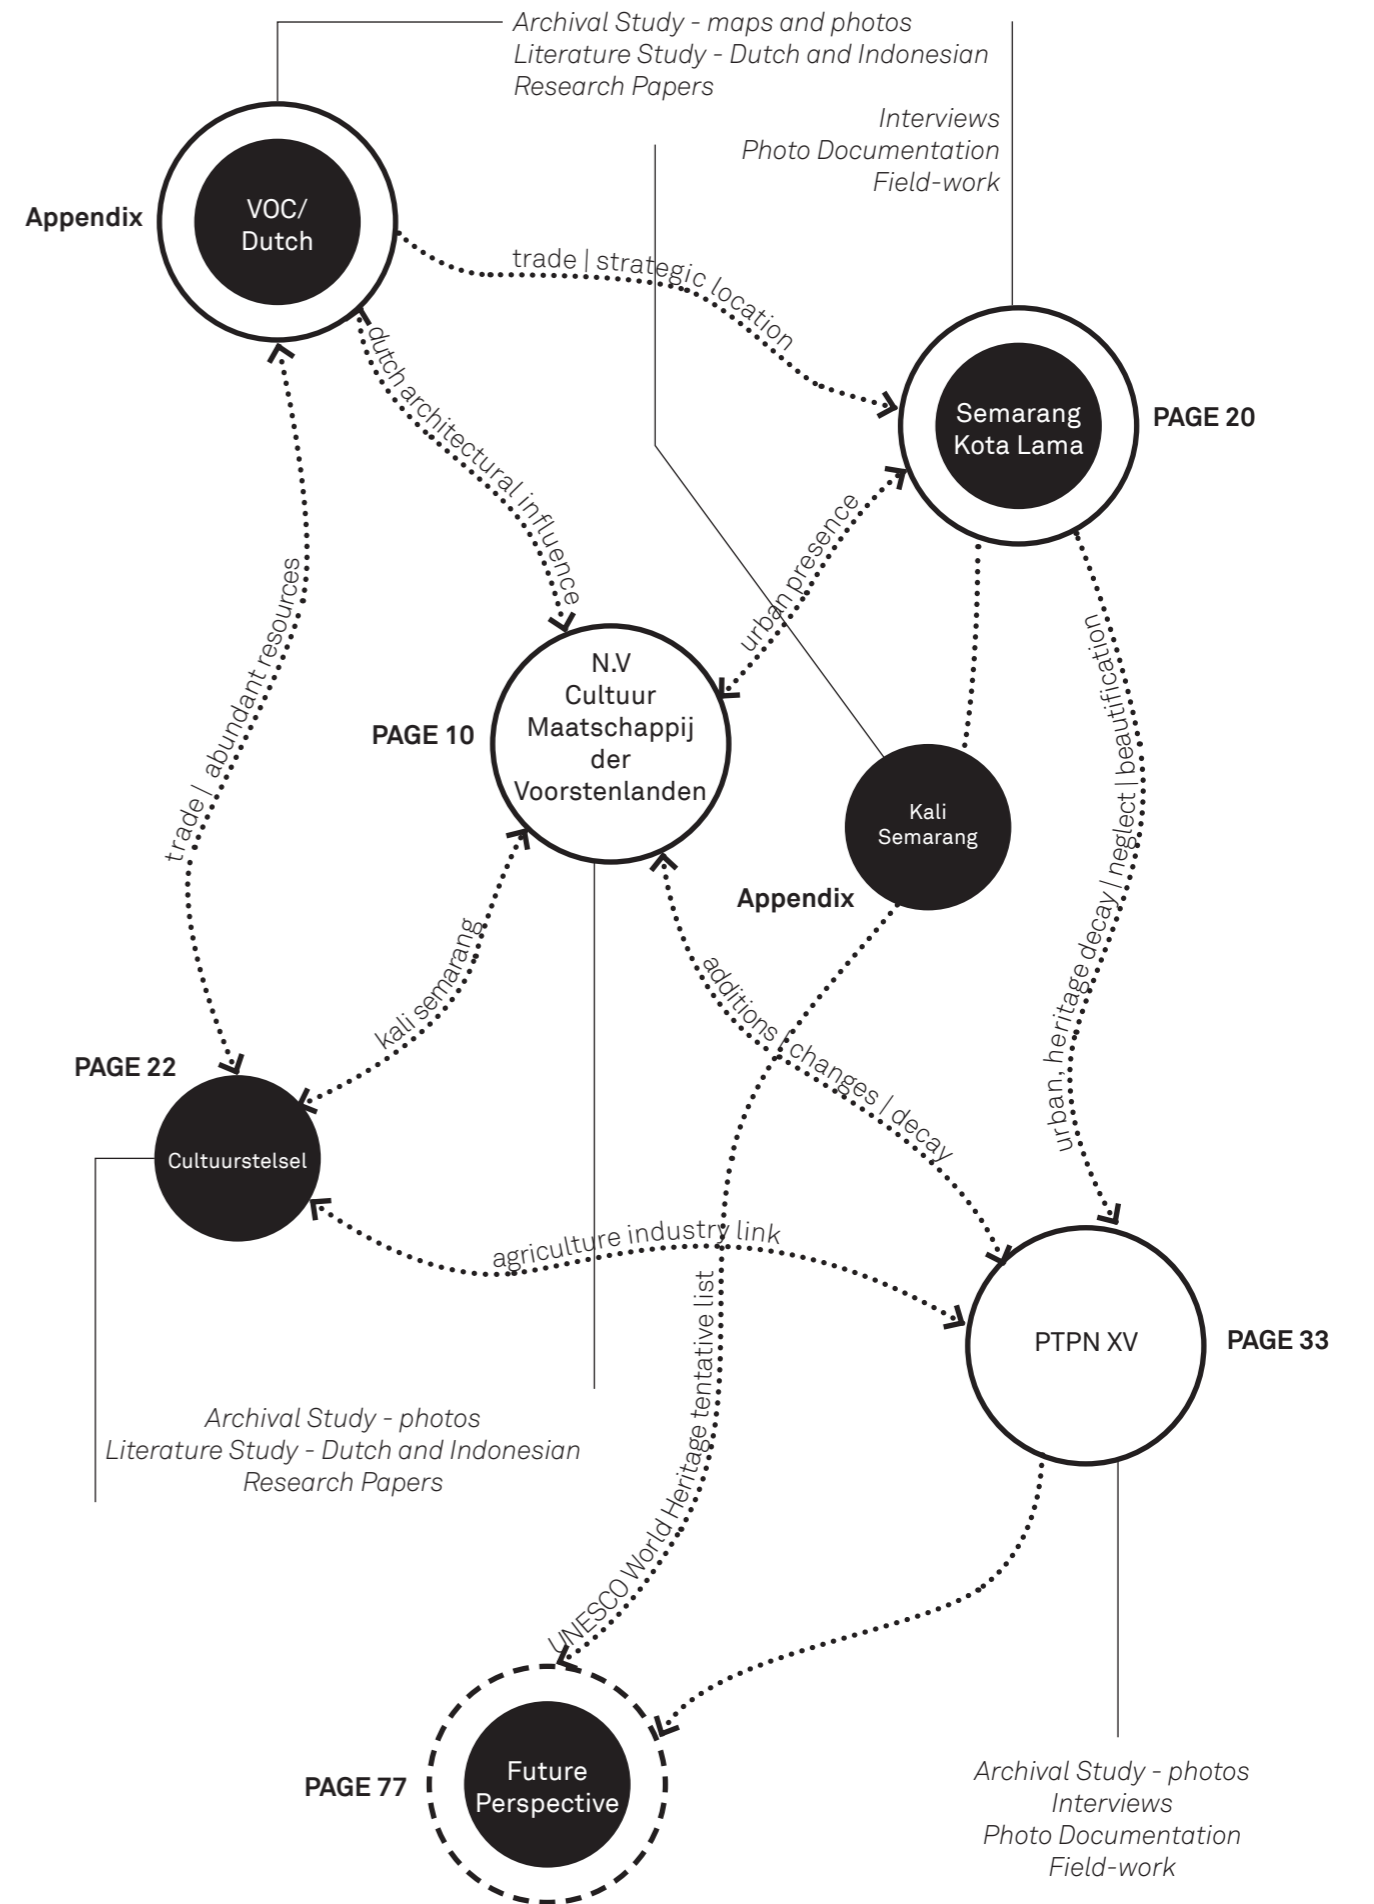 Archival Study - maps and photos
Literature Study - Dutch and Indonesian
Research Papers
Interviews
Photo Documentation
Field-work
Appendix
VOC/
Dutch
trade | strategic location
dutch architectural influence
Semarang
Kota Lama
PAGE 20
urban presence
trade | abundant resources
N.V
Cultuur
Maatschappij
der
Voorstenlanden
PAGE 10
urban, heritage decay | neglect | beautification
Kali
Semarang
Appendix
kali semarang
additions | changes | decay
PAGE 22
Cultuurstelsel
agriculture industry link
PTPN XV
PAGE 33
UNESCO World Heritage tentative list
Archival Study - photos
Literature Study - Dutch and Indonesian
Research Papers
Future
Perspective
PAGE 77
Archival Study - photos
Interviews
Photo Documentation
Field-work